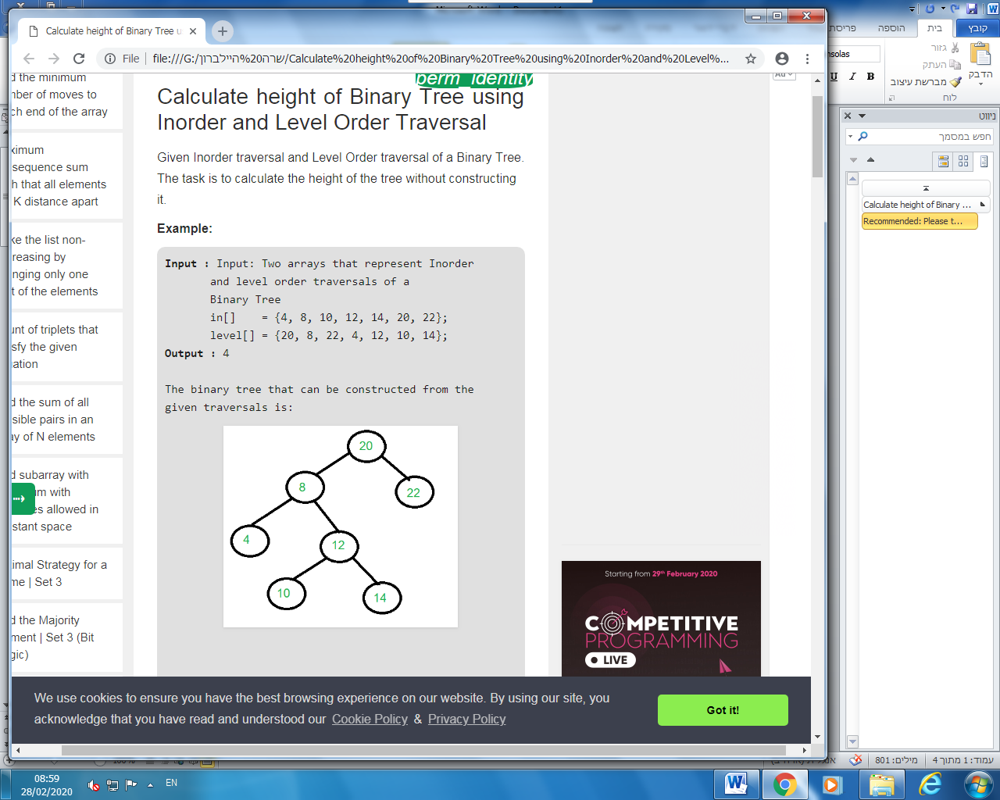 Calculate height of Binary Tree u
File
file:///G:/שרה%20היילברון/Calculate%20height%20of%20Binary%20Tree%20using%20Inorder%20and%20Level%...
d the minimum
nber of moves to
ch end of the array
ximum
sequence sum
h that all elements
K distance apart
ke the list non-
reasing by
nging only one
t of the elements
unt of triplets that
sfy the given
uation
d the sum of all
sible pairs in an
ay of N elements
d subarray with
um with
es allowed in
stant space
imal Strategy for a
me | Set 3
d the Majority
ment | Set 3 (Bit
gic)
perm_identity
Calculate height of Binary Tree using
Inorder and Level Order Traversal
Given Inorder traversal and Level Order traversal of a Binary Tree.
The task is to calculate the height of the tree without constructing
it.
Example:
Input : Input: Two arrays that represent Inorder
and level order traversals of a
Binary Tree
in[] = {4, 8, 10, 12, 14, 20, 22};
level[] = {20, 8, 22, 4, 12, 10, 14};
Output : 4
The binary tree that can be constructed from the
given traversals is:
20
8
22
4
12
10
14
Ad
Starting from 29th February 2020
COMPETITIVE
PROGRAMMING
LIVE
We use cookies to ensure you have the best browsing experience on our website. By using our site, you
acknowledge that you have read and understood our Cookie Policy & Privacy Policy
Got it!
קובץ
בית
הוספה
פריסת
הדבק
גזור
העתק
מברשת עיצוב
לוח
nsolas
U I B
ניווט
חפש במסמך
Calculate height of Binary ...
Recommended: Please t...
עמוד: 1 מתוך 4
מילים: 801
100%
08:59
28/02/2020
EN